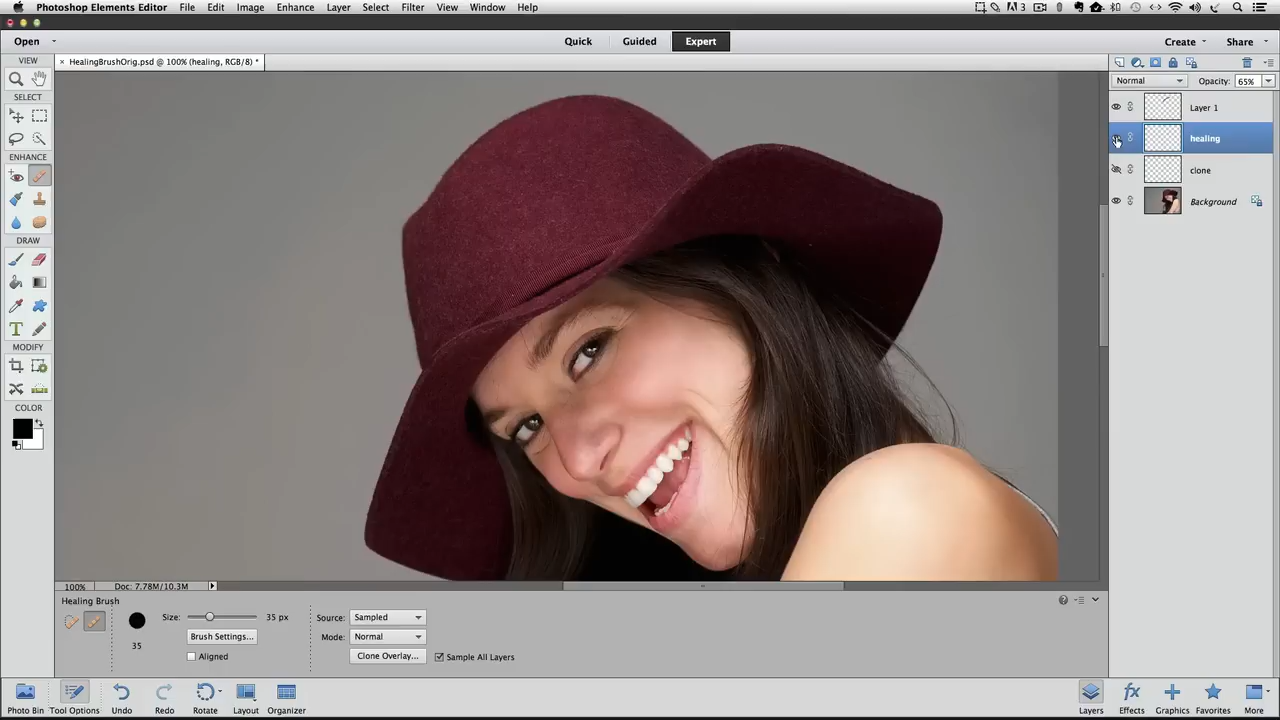 Photoshop Elements Editor File Edit Image Enhance Layer Select Filter View Window Help
3
Open Quick Guided Expert Create Share
VIEW
× HealingBrushOrig.psd @ 100% (healing, RGB/8) *
Normal Opacity: 65%
SELECT
Layer 1
healing
ENHANCE
clone
Background
DRAW
T
MODIFY
COLOR
100% Doc: 7.78M/10.3M
Healing Brush
Size: 35 px Source: Sampled
35 Brush Settings... Mode: Normal
Aligned Clone Overlay... Sample All Layers
Photo Bin Tool Options Undo Redo Rotate Layout Organizer
fx
Layers Effects Graphics Favorites More